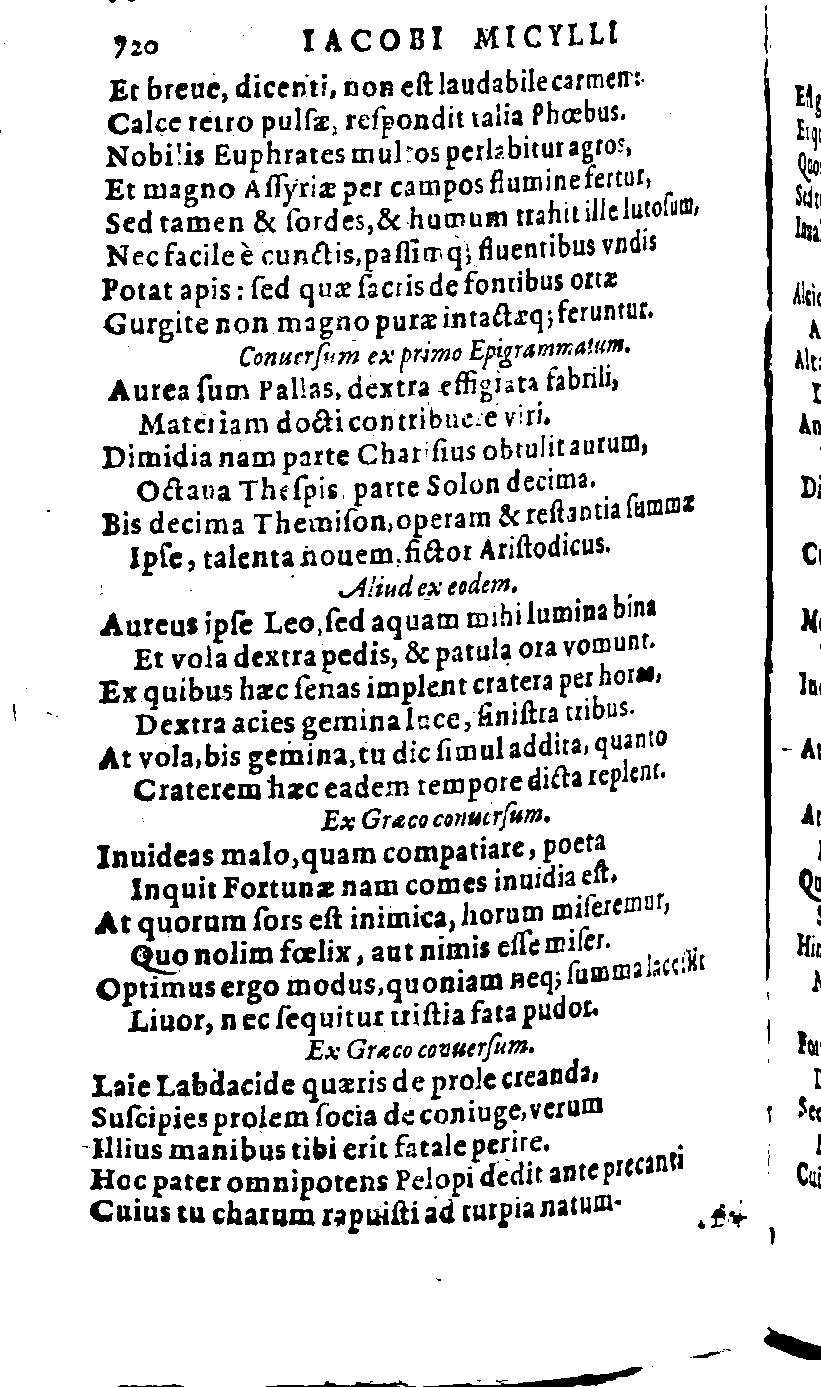 720 IACOBI MICYLLI
Et breue, dicenti, non eſt laudabile carmen:
Calce retro pulſæ, reſpondit talia Phœbus.
Nobilis Euphrates multos perlabitur agros,
Et magno Aſſyriæ per campos flumine fertur,
Sed tamen & ſordes, & humum trahit ille lutoſum,
Nec facile è cunctis, paſſimq; fluentibus vndis
Potat apis: ſed quæ ſacris de fontibus ortæ
Gurgite non magno puræ intactæq; feruntur.
Conuerſum ex primo Epigrammatum.
Aurea ſum Pallas, dextra effigiata fabrili,
Materiam docti contribuere viri.
Dimidia nam parte Chariſius obtulit aurum,
Octaua Theſpis, parte Solon decima.
Bis decima Themiſon, operam & reſtantia ſummæ
Ipſe, talenta nouem, fictor Ariſtodicus.
Aliud ex eodem.
Aureus ipſe Leo, ſed aquam mihi lumina bina
Et vola dextra pedis, & patula ora vomunt.
Ex quibus hæc ſenas implent cratera per horas,
Dextra acies gemina luce, ſiniſtra tribus.
At vola, bis gemina, tu dic ſimul addita, quanto
Craterem hæc eadem tempore dicta replent.
Ex Græco conuerſum.
Inuideas malo, quam compatiare, poeta
Inquit Fortunæ nam comes inuidia eſt.
At quorum ſors eſt inimica, horum miſeremur,
Quo nolim fœlix, aut nimis eſſe miſer.
Optimus ergo modus, quoniam neq; ſumma laceſſit
Liuor, nec ſequitur triſtia fata pudor.
Ex Græco conuerſum.
Laie Labdacide quæris de prole creanda,
Suſcipies prolem ſocia de coniuge, verum
Illius manibus tibi erit fatale perire.
Hoc pater omnipotens Pelopi dedit ante precanti
Cuius tu charum rapuiſti ad turpia natum.